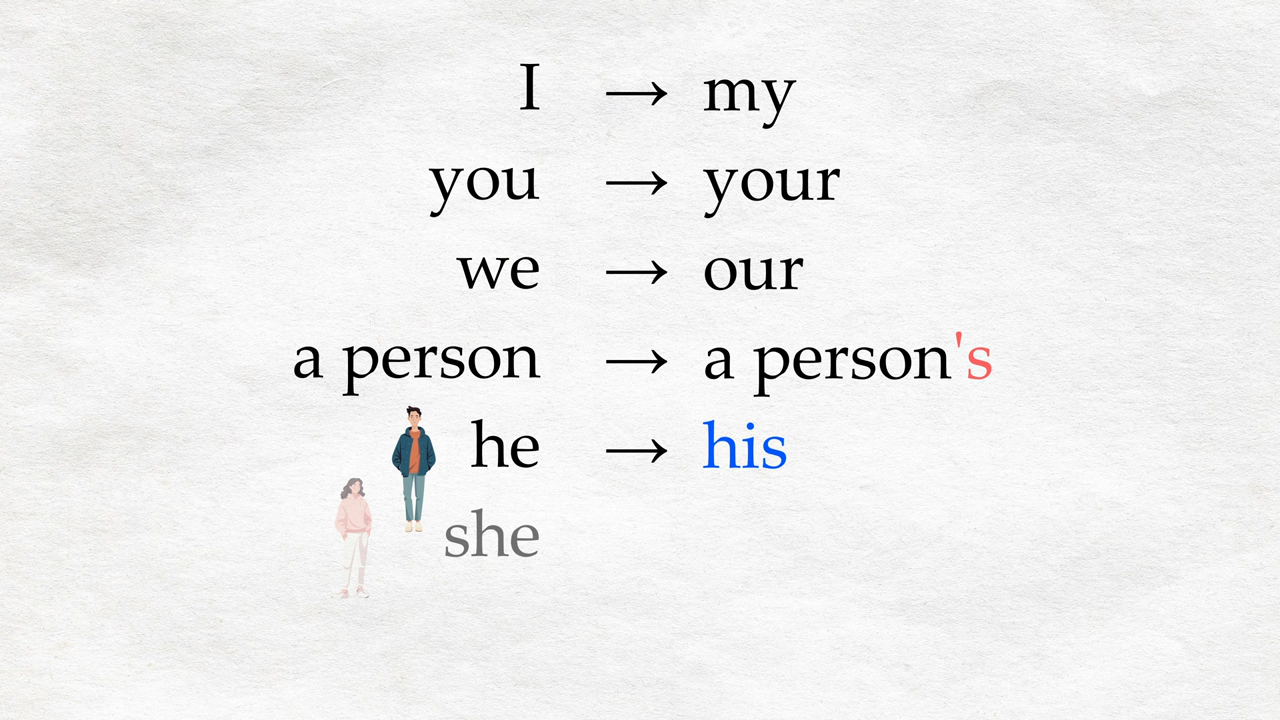 I → my
you → your
we → our
a person → a person's
he → his
she